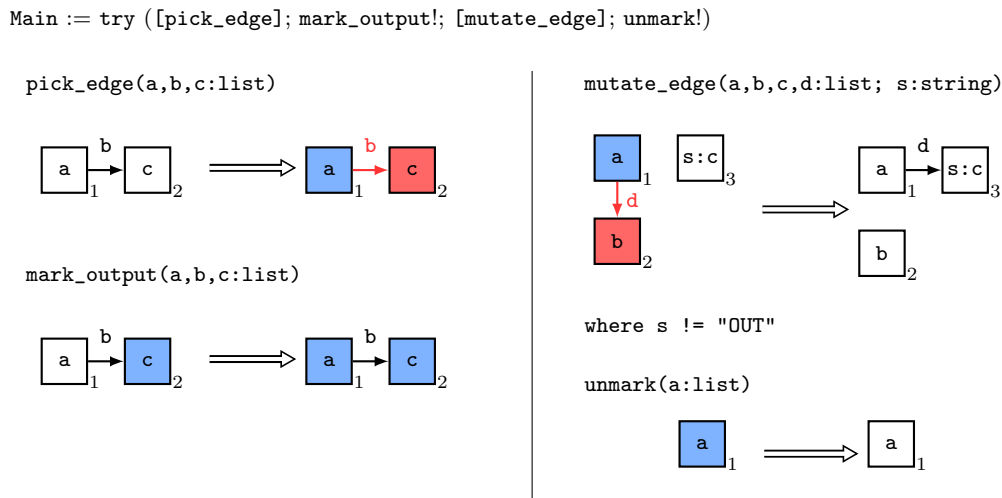 Main := try ([pick_edge]; mark_output!; [mutate_edge]; unmark!)
pick_edge(a,b,c:list)
b b
a c a c
1 2 1 2
mark_output(a,b,c:list)
b b
a c a c
1 2 1 2
mutate_edge(a,b,c,d:list; s:string)
a s:c a d s:c
1 3 1 3
d
b b
2 2
where s != "OUT"
unmark(a:list)
a a
1 1